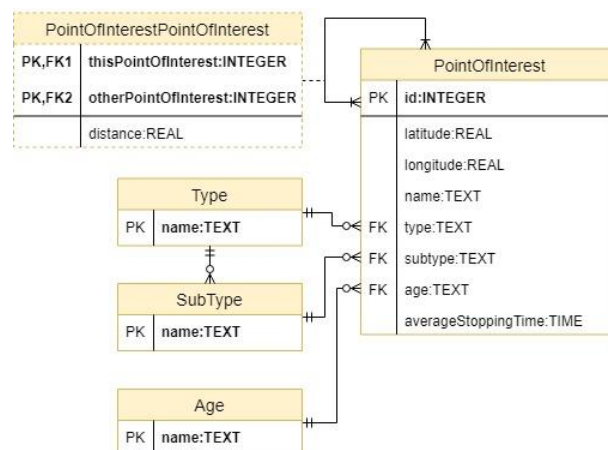 PointOfInterestPointOfInterest
PK,FK1 thisPointOfInterest:INTEGER
PK,FK2 otherPointOfInterest:INTEGER
distance:REAL
PointOfInterest
PK id:INTEGER
latitude:REAL
longitude:REAL
name:TEXT
FK type:TEXT
FK subtype:TEXT
FK age:TEXT
averageStoppingTime:TIME
Type
PK name:TEXT
SubType
PK name:TEXT
Age
PK name:TEXT